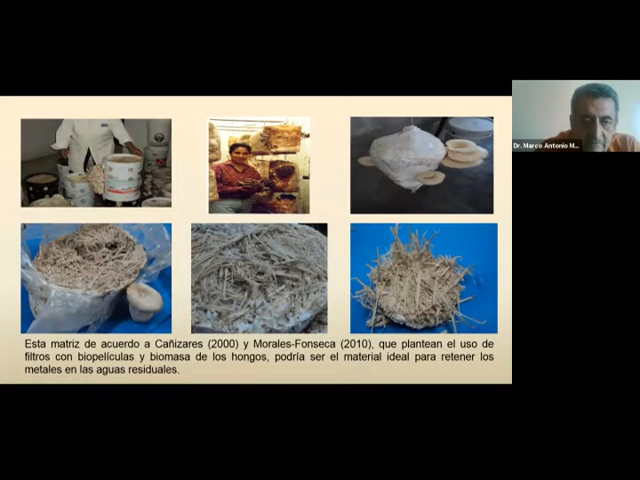 Dr. Marco Antonio M...
Esta matriz de acuerdo a Cañizares (2000) y Morales-Fonseca (2010), que plantean el uso de
filtros con biopelículas y biomasa de los hongos, podría ser el material ideal para retener los
metales en las aguas residuales.